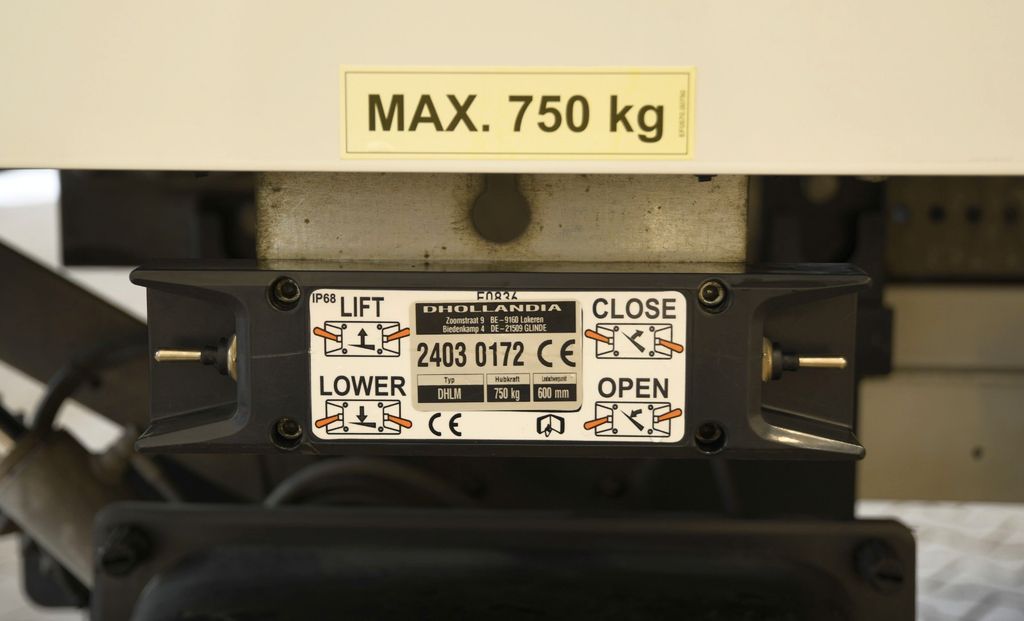 MAX. 750 kg
IP68
LIFT
DHOLLANDIA
Zoomstraat 9 BE-9160 Lokeren
Biedenkamp 4 DE-21509 GLINDE
2403 0172 CE
Typ Hubkraft
DHLM 750 kg 600 mm
LOWER
CE
CLOSE
OPEN